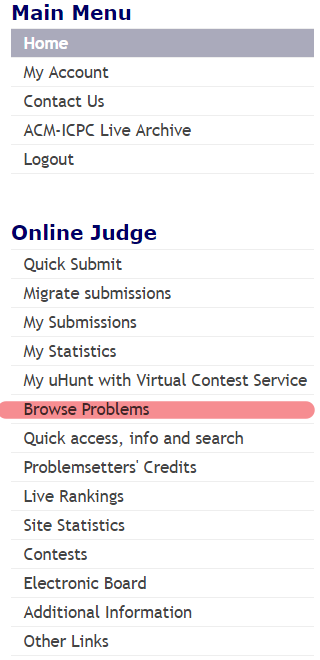 Main Menu
Home
My Account
Contact Us
ACM-ICPC Live Archive
Logout
Online Judge
Quick Submit
Migrate submissions
My Submissions
My Statistics
My uHunt with Virtual Contest Service
Browse Problems
Quick access, info and search
Problemsetters' Credits
Live Rankings
Site Statistics
Contests
Electronic Board
Additional Information
Other Links